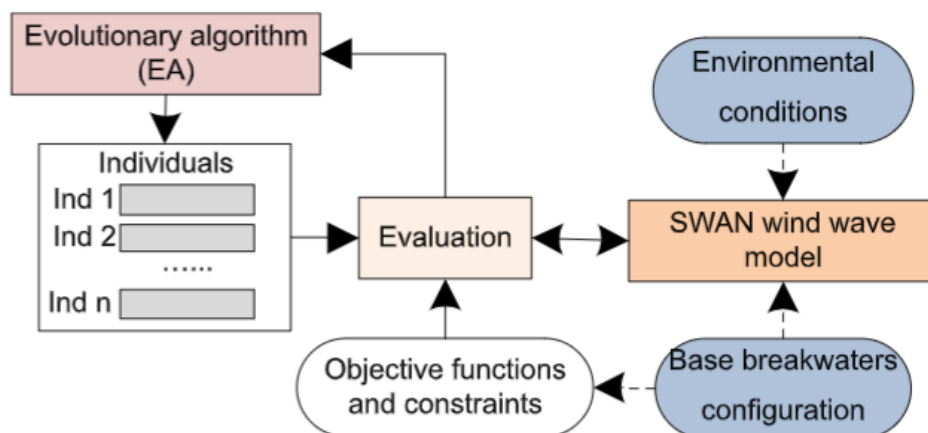 Evolutionary algorithm
(EA)
Individuals
Ind 1
Ind 2
......
Ind n
Evaluation
Environmental
conditions
SWAN wind wave
model
Objective functions
and constraints
Base breakwaters
configuration